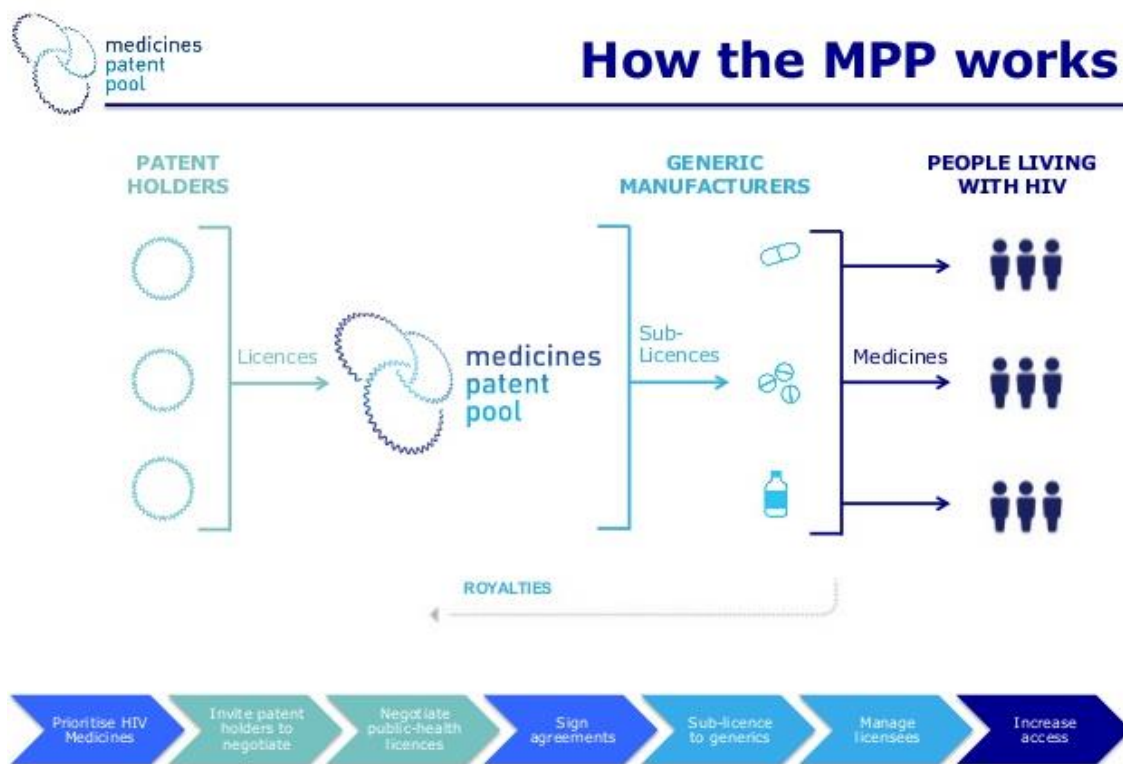 medicines
patent
pool
How the MPP works
PATENT
HOLDERS
GENERIC
MANUFACTURERS
PEOPLE LIVING
WITH HIV
Licences
medicines
patent
pool
Sub-
Licences
Medicines
ROYALTIES
Prioritise HIV
Medicines
Invite patent
holders to
negotiate
Negotiate
public-health
licences
Sign
agreements
Sub-licence
to generics
Manage
licensees
Increase
access